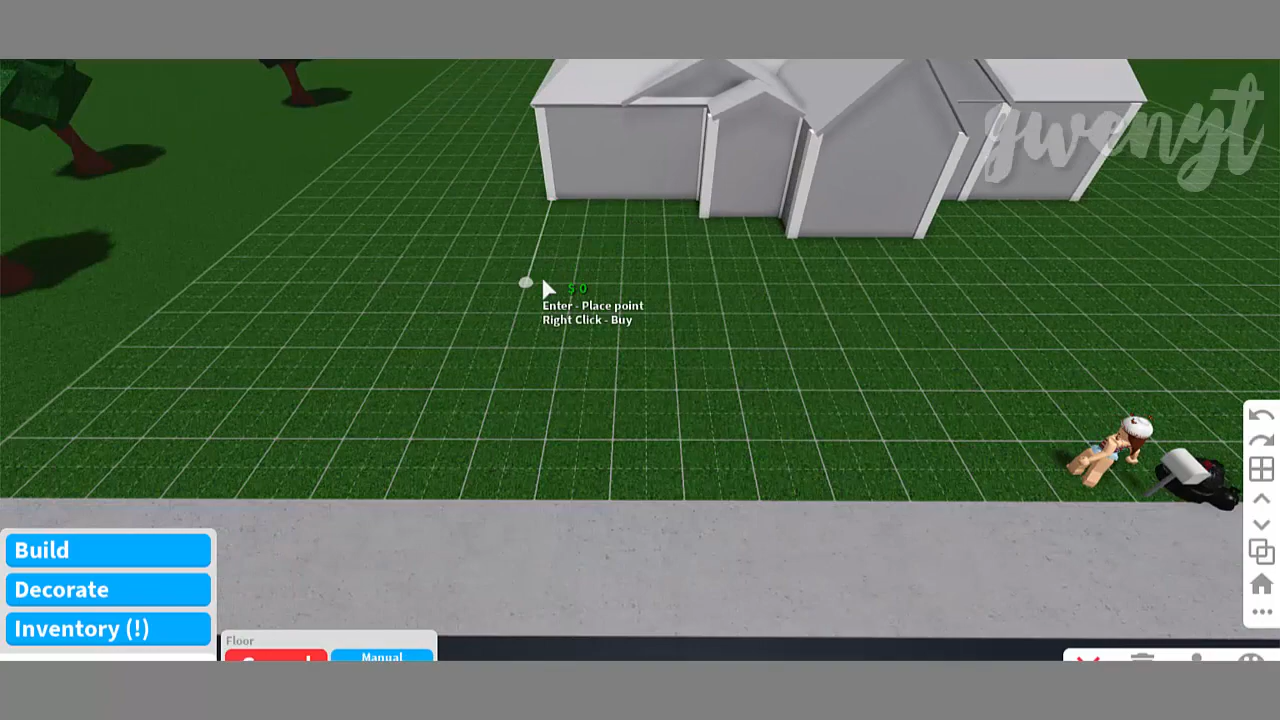 gwenyt
$ 0
Enter - Place point
Right Click - Buy
Build
Decorate
Inventory (!)
Floor
Manual